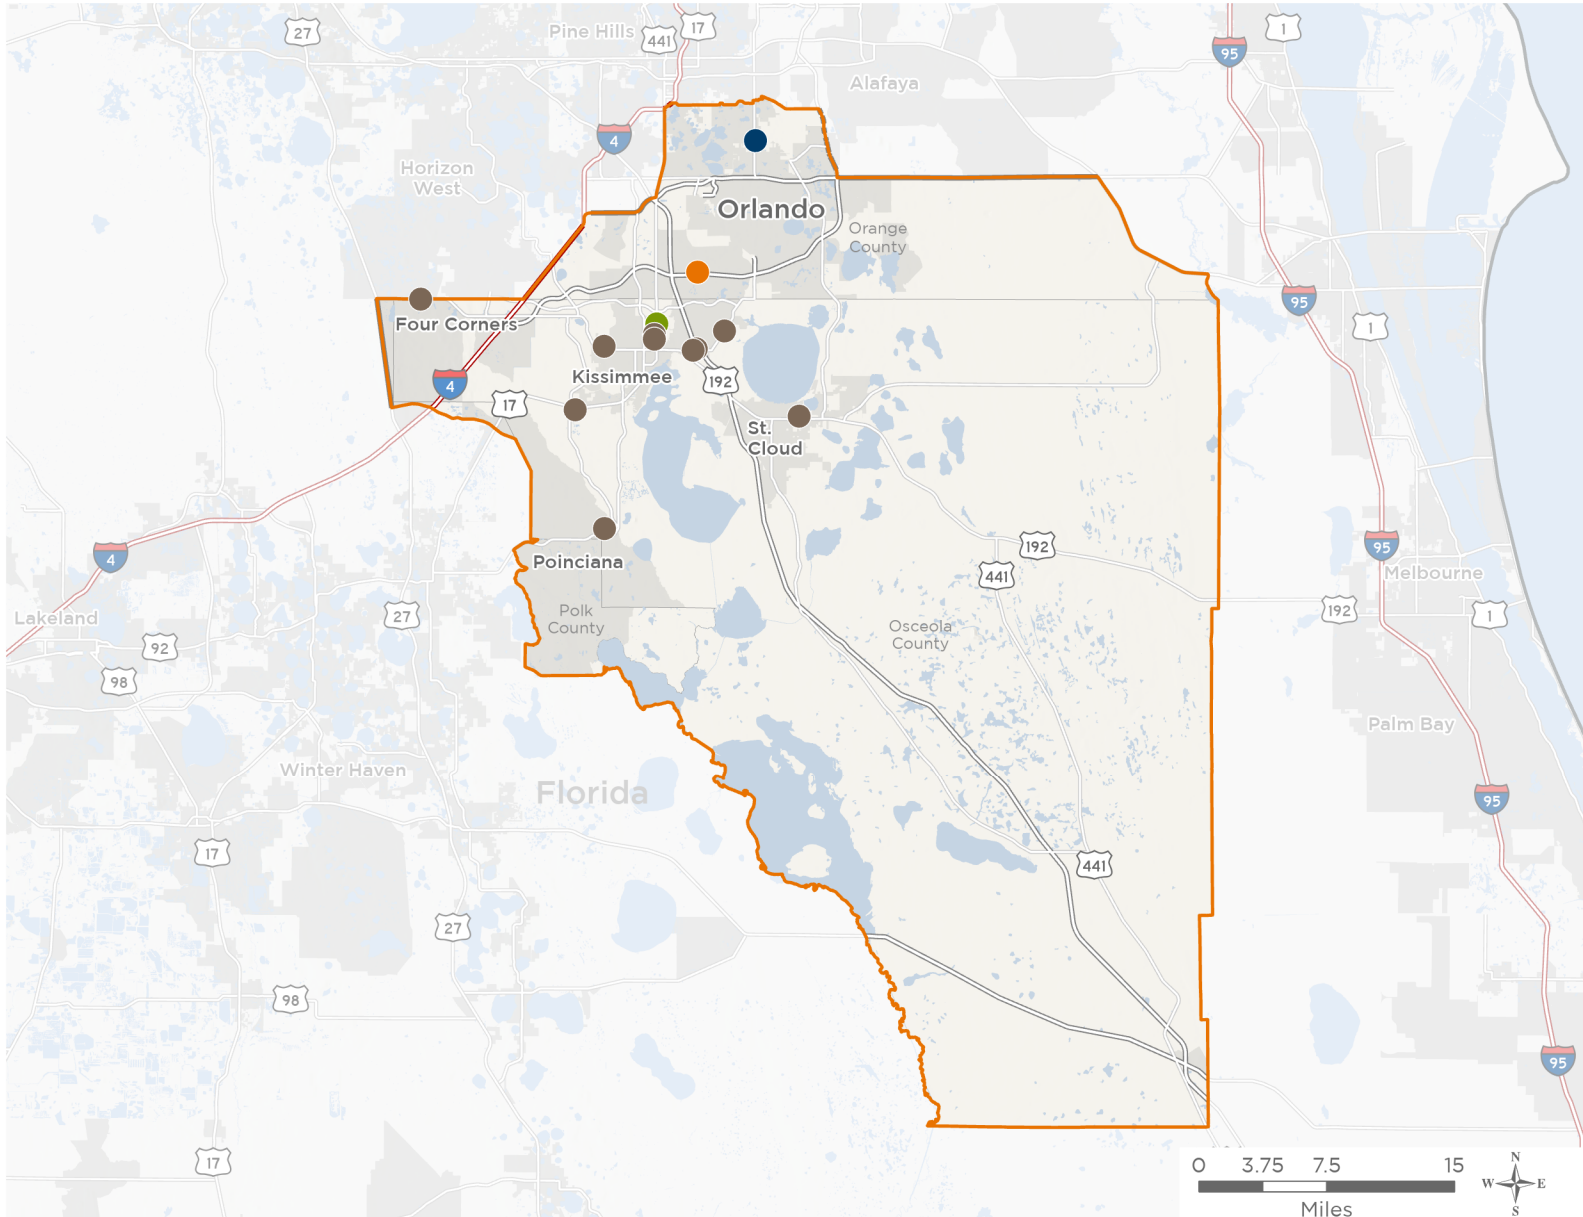 27
Pine Hills
441
17
1
95
Alafaya
4
Horizon
West
Orlando
Orange
County
95
1
Four Corners
4
Kissimmee
192
17
St.
Cloud
192
441
95
Melbourne
192
1
4
Poinciana
Polk
County
Osceola
County
Lakeland
92
98
27
Palm Bay
Winter Haven
Florida
95
17
441
27
98
95
17
0 3.75 7.5 15
Miles
N
W E
S